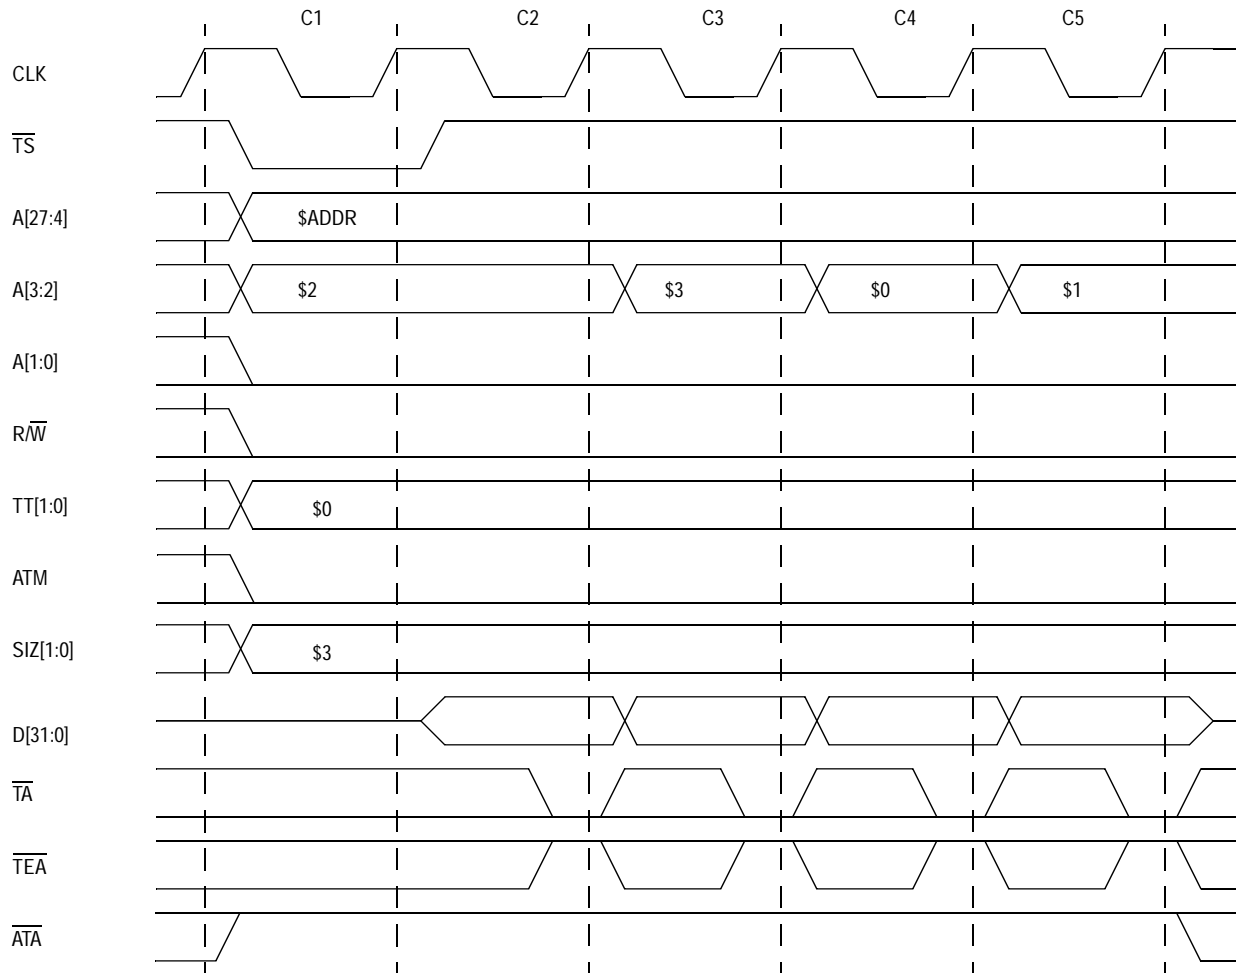 C1 C2 C3 C4 C5
CLK
TS
A[27:4] $ADDR
A[3:2] $2 $3 $0 $1
A[1:0]
R/W
TT[1:0] $0
ATM
SIZ[1:0] $3
D[31:0]
TA
TEA
ATA